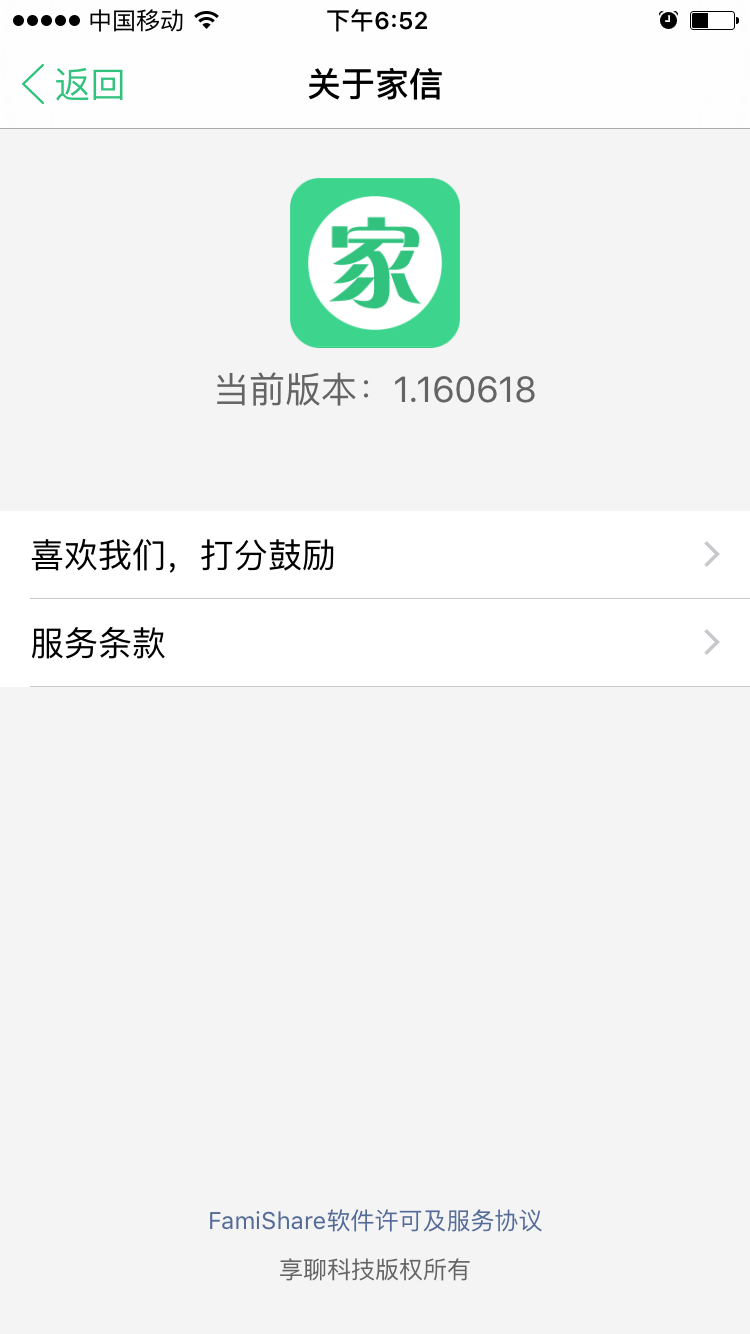 中国移动
下午6:52
返回
关于家信
家
当前版本：1.160618
喜欢我们，打分鼓励
服务条款
FamiShare软件许可及服务协议
享聊科技版权所有